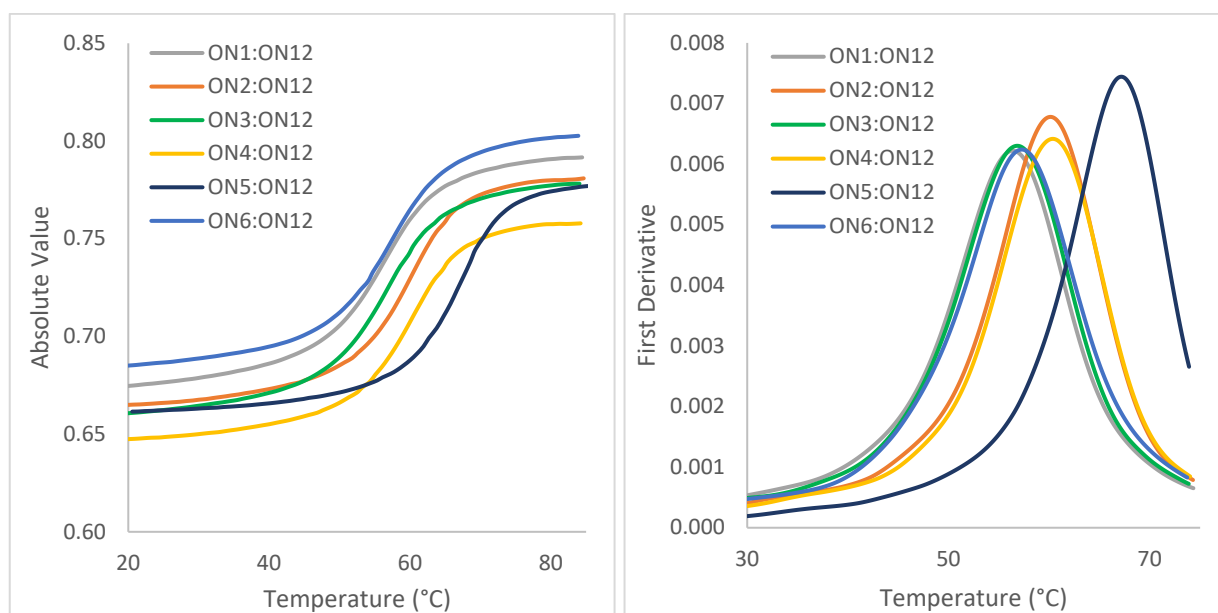 0.85
0.80
0.75
0.70
0.65
0.60
Absolute Value
ON1:ON12
ON2:ON12
ON3:ON12
ON4:ON12
ON5:ON12
ON6:ON12
20
40
60
80
Temperature (°C)
0.008
0.007
0.006
0.005
0.004
0.003
0.002
0.001
0.000
First Derivative
ON1:ON12
ON2:ON12
ON3:ON12
ON4:ON12
ON5:ON12
ON6:ON12
30
50
70
Temperature (°C)